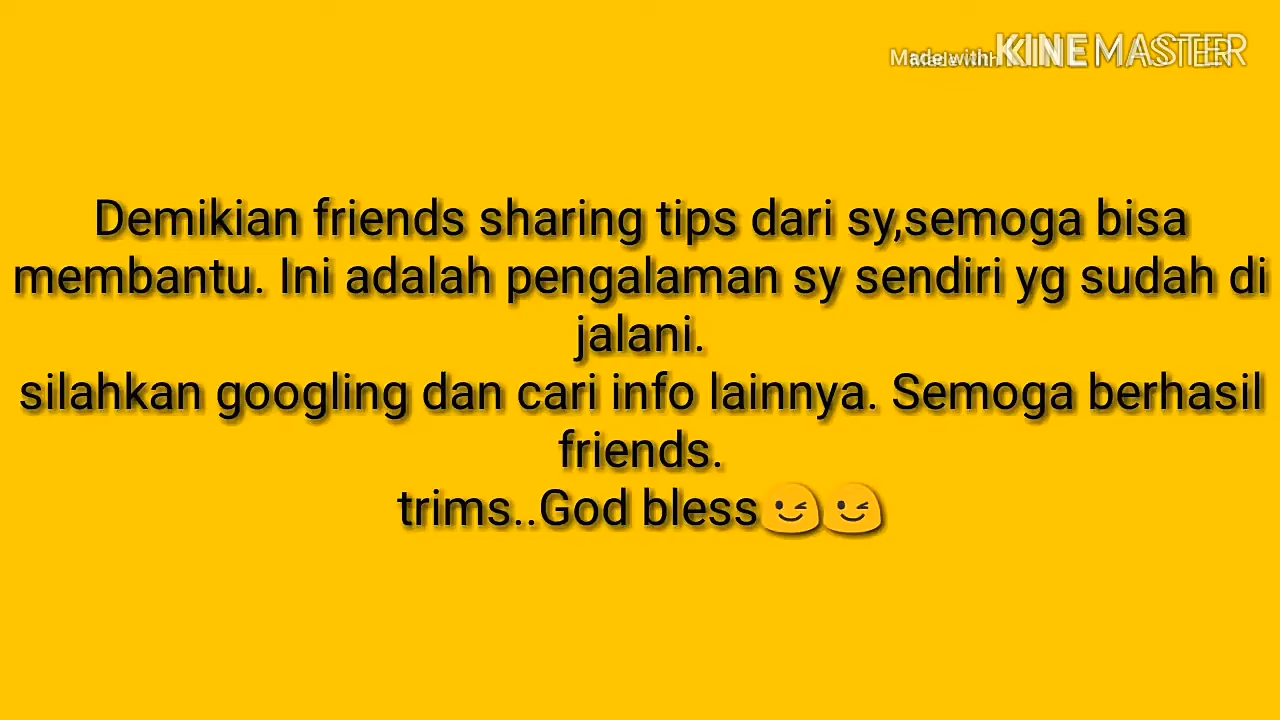 Made with KINEMASTER
Demikian friends sharing tips dari sy,semoga bisa
membantu. Ini adalah pengalaman sy sendiri yg sudah di
jalani.
silahkan googling dan cari info lainnya. Semoga berhasil
friends.
trims..God bless😉😉